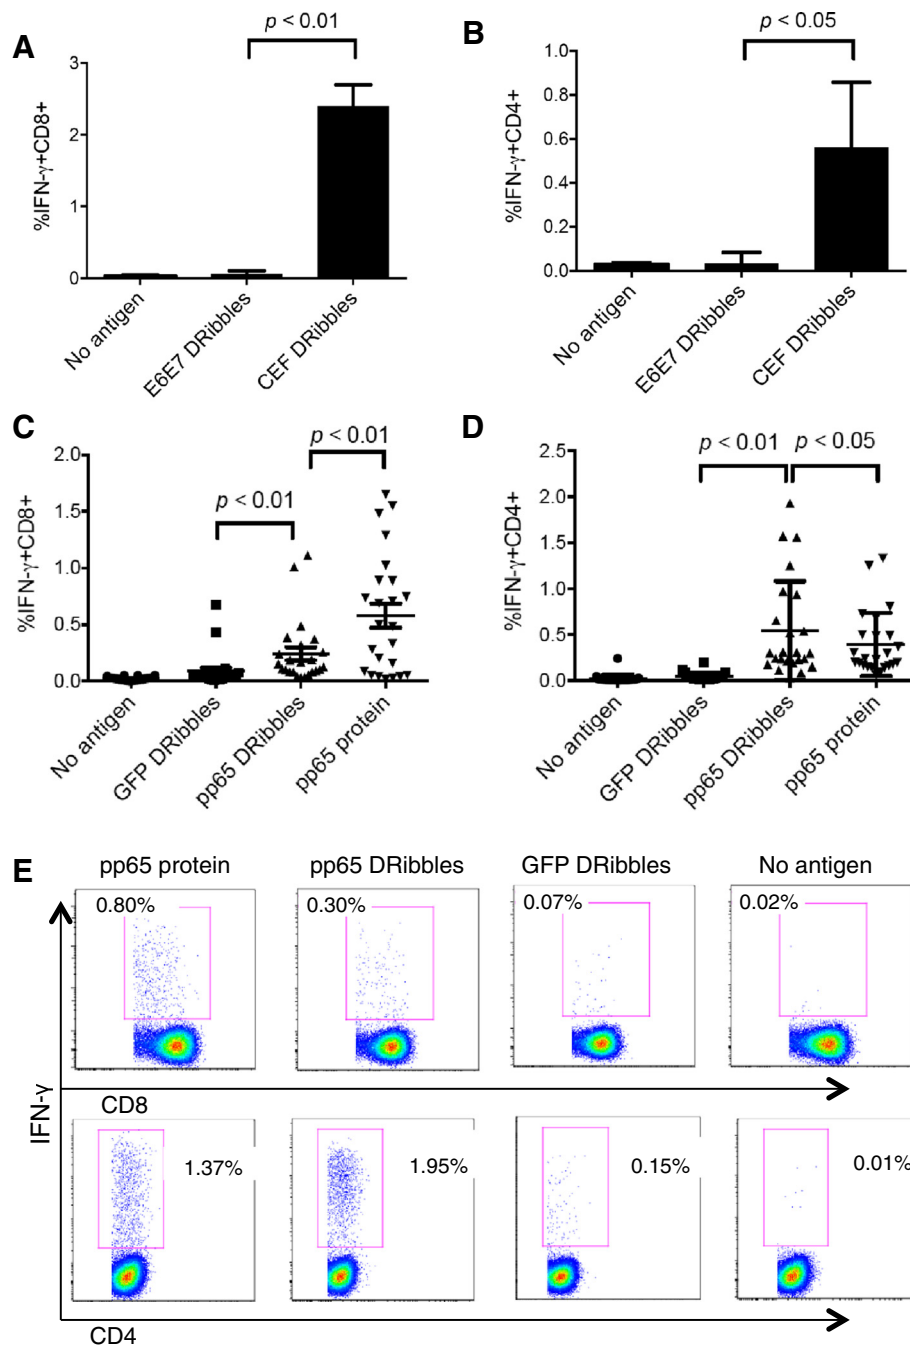 A
p < 0.01
%IFN-γ+CD8+
3
2
1
0
No antigen
E6E7 DRibbles
CEF DRibbles
B
p < 0.05
%IFN-γ+CD4+
1.0
0.8
0.6
0.4
0.2
0.0
No antigen
E6E7 DRibbles
CEF DRibbles
C
p < 0.01
p < 0.01
%IFN-γ+CD8+
2.0
1.5
1.0
0.5
0.0
No antigen
GFP DRibbles
pp65 DRibbles
pp65 protein
D
p < 0.01
p < 0.05
%IFN-γ+CD4+
2.5
2.0
1.5
1.0
0.5
0.0
No antigen
GFP DRibbles
pp65 DRibbles
pp65 protein
E
pp65 protein
pp65 DRibbles
GFP DRibbles
No antigen
0.80%
0.30%
0.07%
0.02%
IFN-γ
CD8
1.37%
1.95%
0.15%
0.01%
CD4